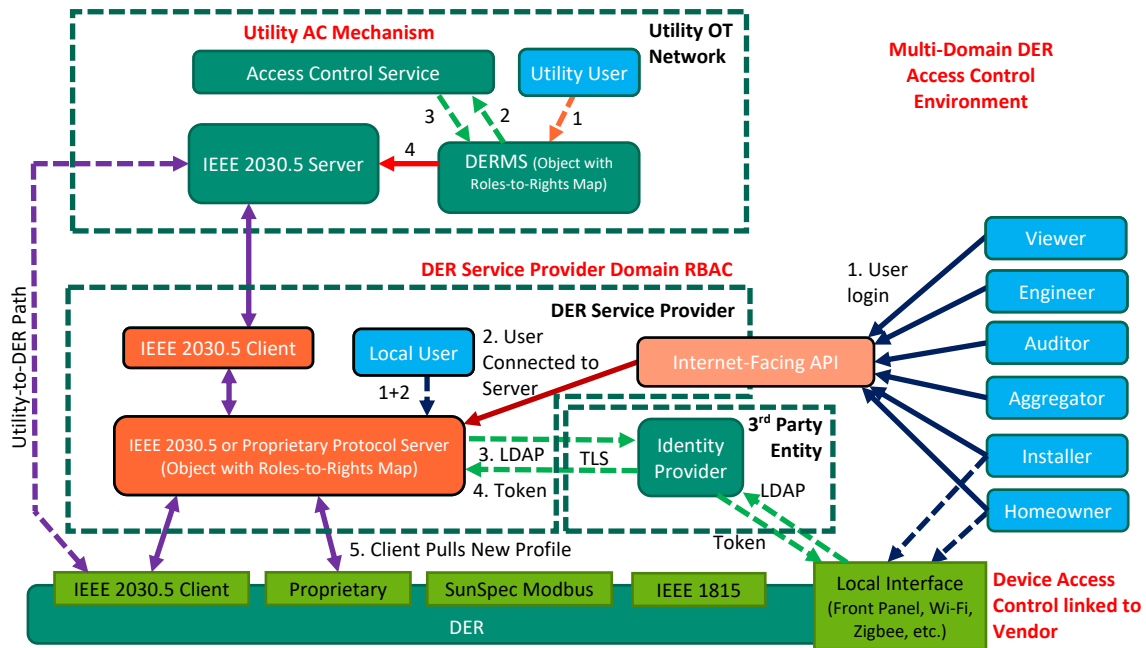 Utility AC Mechanism
Utility OT
Network
Multi-Domain DER
Access Control
Environment
Access Control Service
Utility User
3
2
1
IEEE 2030.5 Server
4
DERMS (Object with
Roles-to-Rights Map)
Utility-to-DER Path
DER Service Provider Domain RBAC
DER Service Provider
1. User
login
Viewer
Engineer
Auditor
Aggregator
Installer
Homeowner
IEEE 2030.5 Client
Local User
1+2
2. User
Connected to
Server
Internet-Facing API
IEEE 2030.5 or Proprietary Protocol Server
(Object with Roles-to-Rights Map)
3. LDAP
TLS
4. Token
Identity
Provider
3rd Party
Entity
LDAP
Token
5. Client Pulls New Profile
IEEE 2030.5 Client
Proprietary
SunSpec Modbus
IEEE 1815
DER
Local Interface
(Front Panel, Wi-Fi,
Zigbee, etc.)
Device Access
Control linked to
Vendor